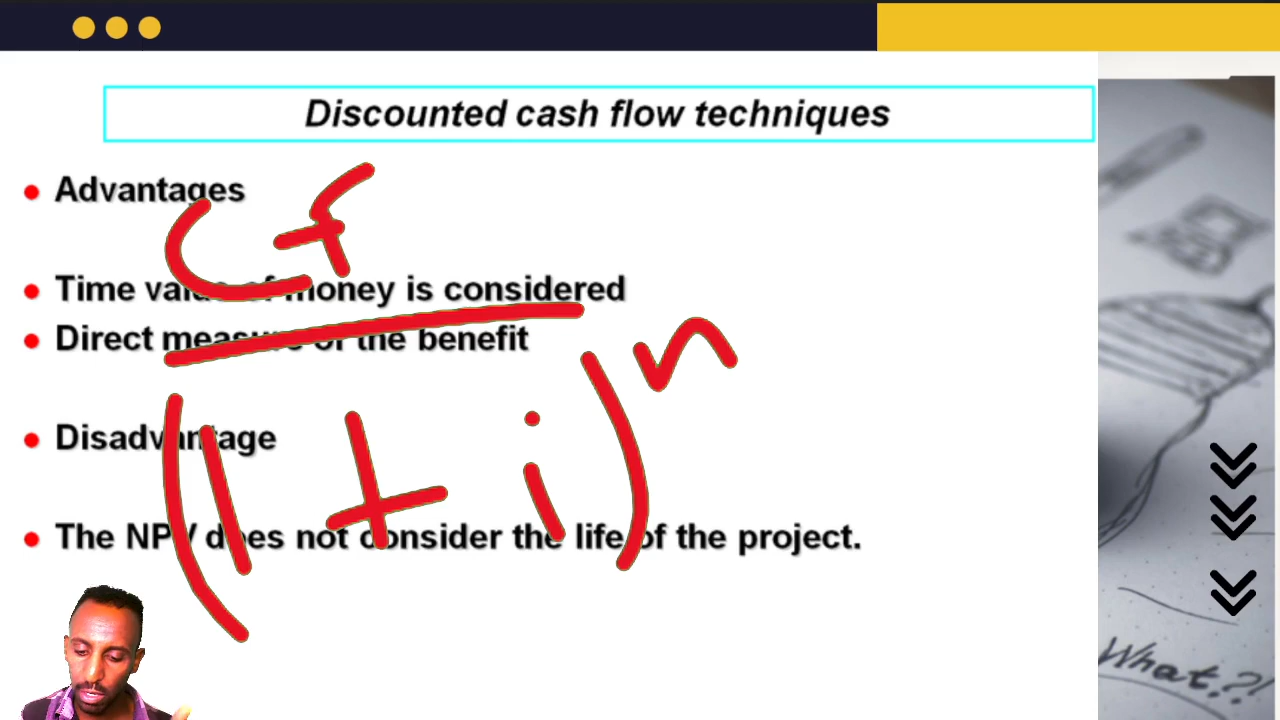 Discounted cash flow techniques
Advantages
Cf
Time value of money is considered
Direct measure of the benefit
(1 + i)^n
Disadvantage
The NPV does not consider the life of the project.
What?!